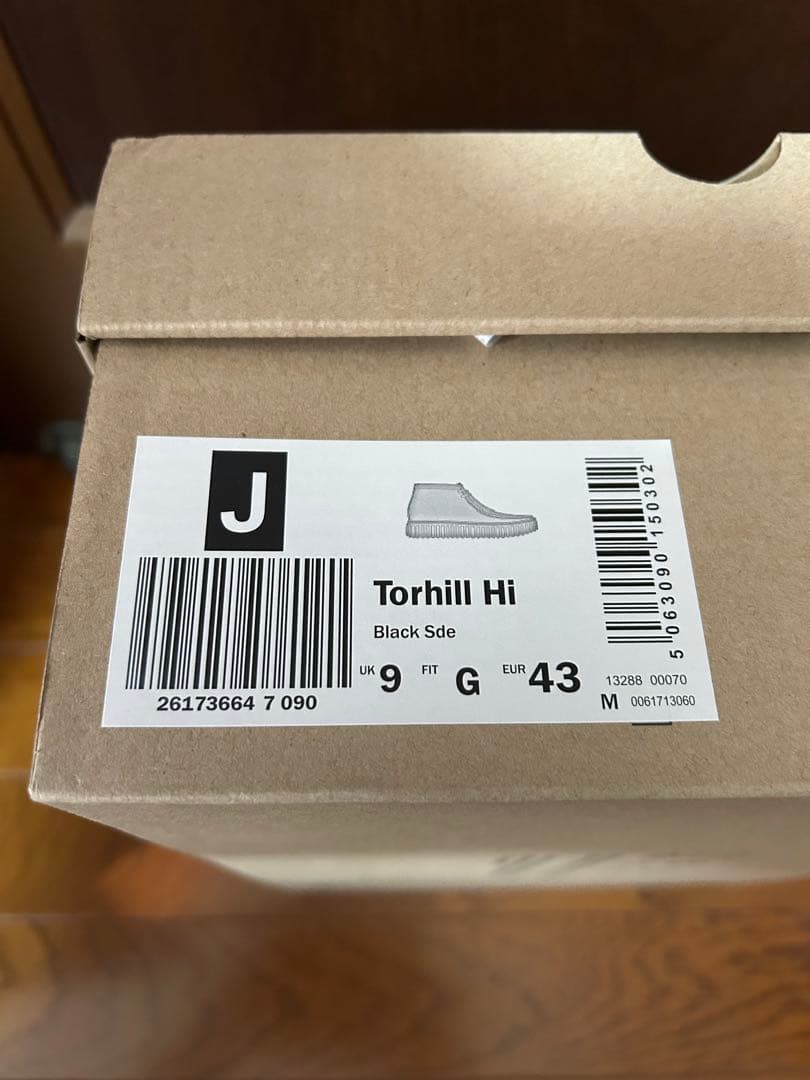 J
Torhill Hi
Black Sde
UK 9 FIT G EUR 43
26173664 7 090
5 063090 150302
13288 00070
M 0061713060